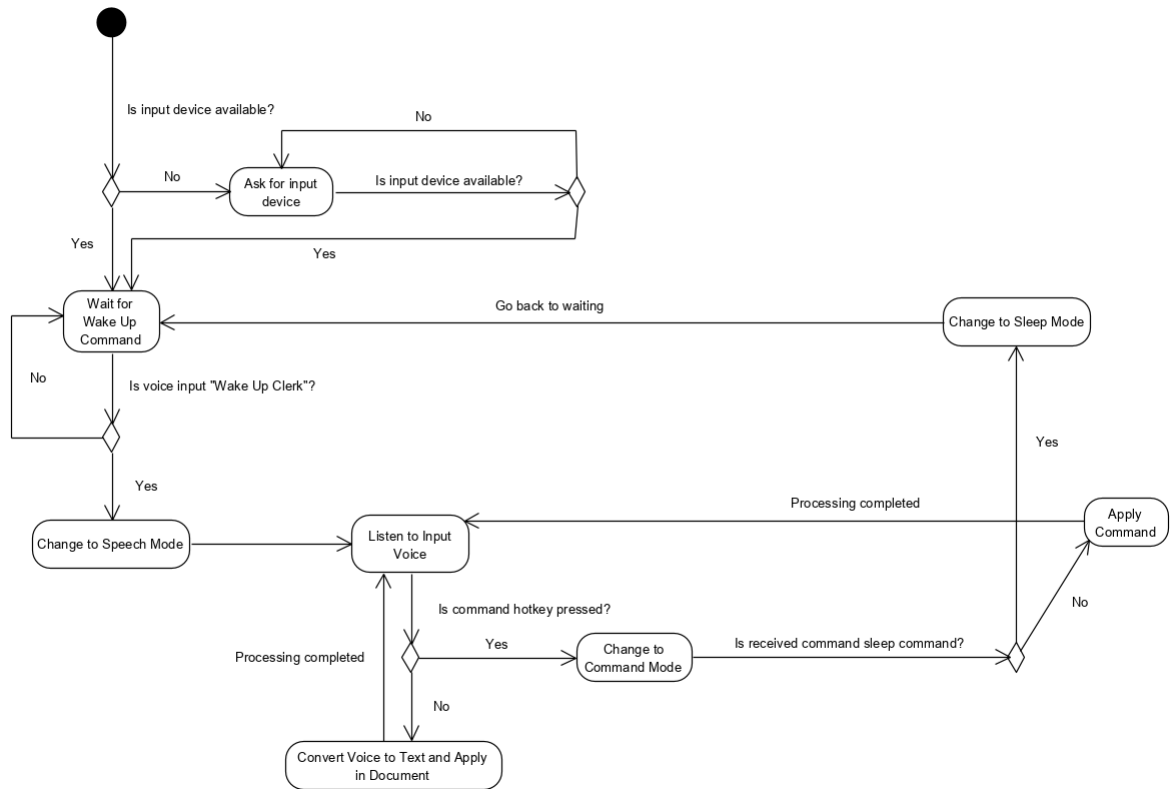 Is input device available?
No
No
Ask for input
device
Is input device available?
Yes
Yes
Wait for
Wake Up
Command
Go back to waiting
Change to Sleep Mode
No
Is voice input "Wake Up Clerk"?
Yes
Yes
Processing completed
Apply
Command
Change to Speech Mode
Listen to Input
Voice
No
Is command hotkey pressed?
Processing completed
Yes
Change to
Command Mode
Is received command sleep command?
No
Convert Voice to Text and Apply
in Document